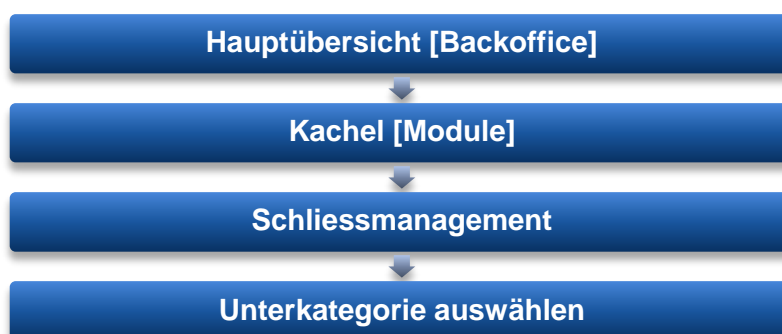 Hauptübersicht [Backoffice]
Kachel [Module]
Schliessmanagement
Unterkategorie auswählen